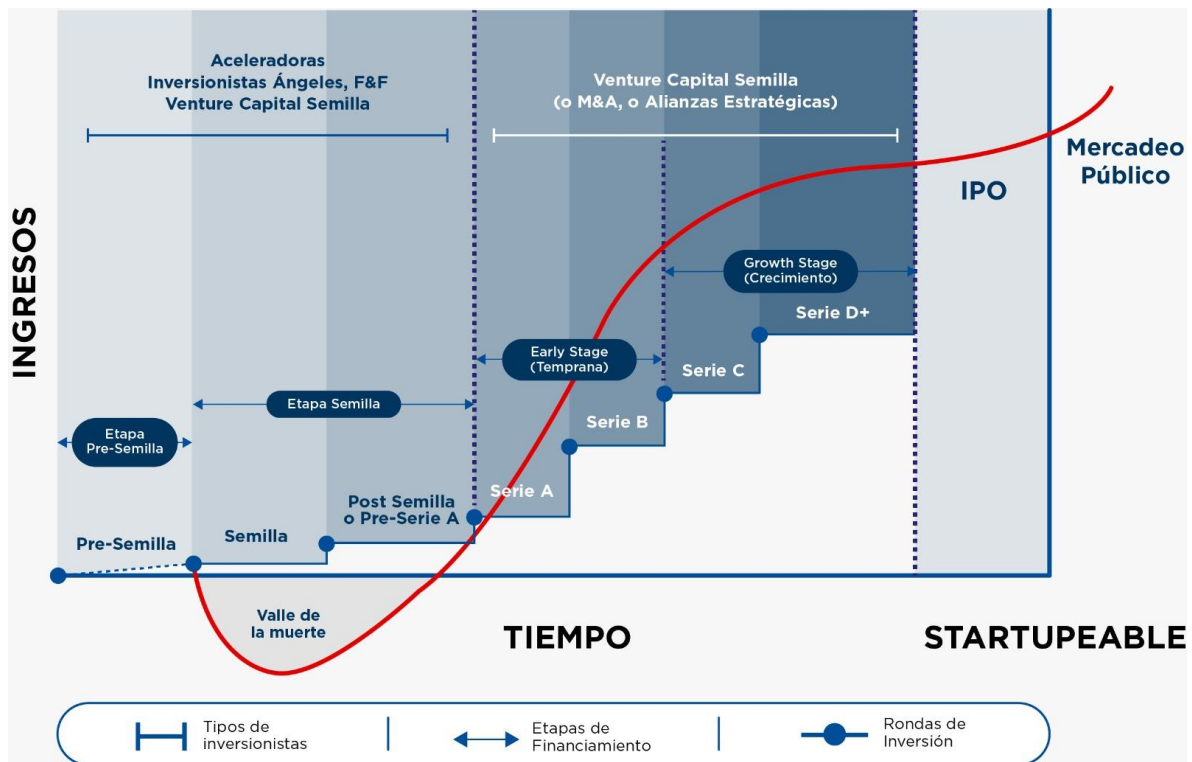 Aceleradoras
Inversionistas Ángeles, F&F
Venture Capital Semilla
Venture Capital Semilla
(o M&A, o Alianzas Estratégicas)
Mercadeo
Público
IPO
INGRESOS
Growth Stage
(Crecimiento)
Serie D+
Early Stage
(Temprana)
Serie C
Etapa Semilla
Serie B
Etapa
Pre-Semilla
Serie A
Post Semilla
o Pre-Serie A
Semilla
Pre-Semilla
Valle de
la muerte
TIEMPO
STARTUPEABLE
Tipos de
inversionistas
Etapas de
Financiamiento
Rondas de
Inversión